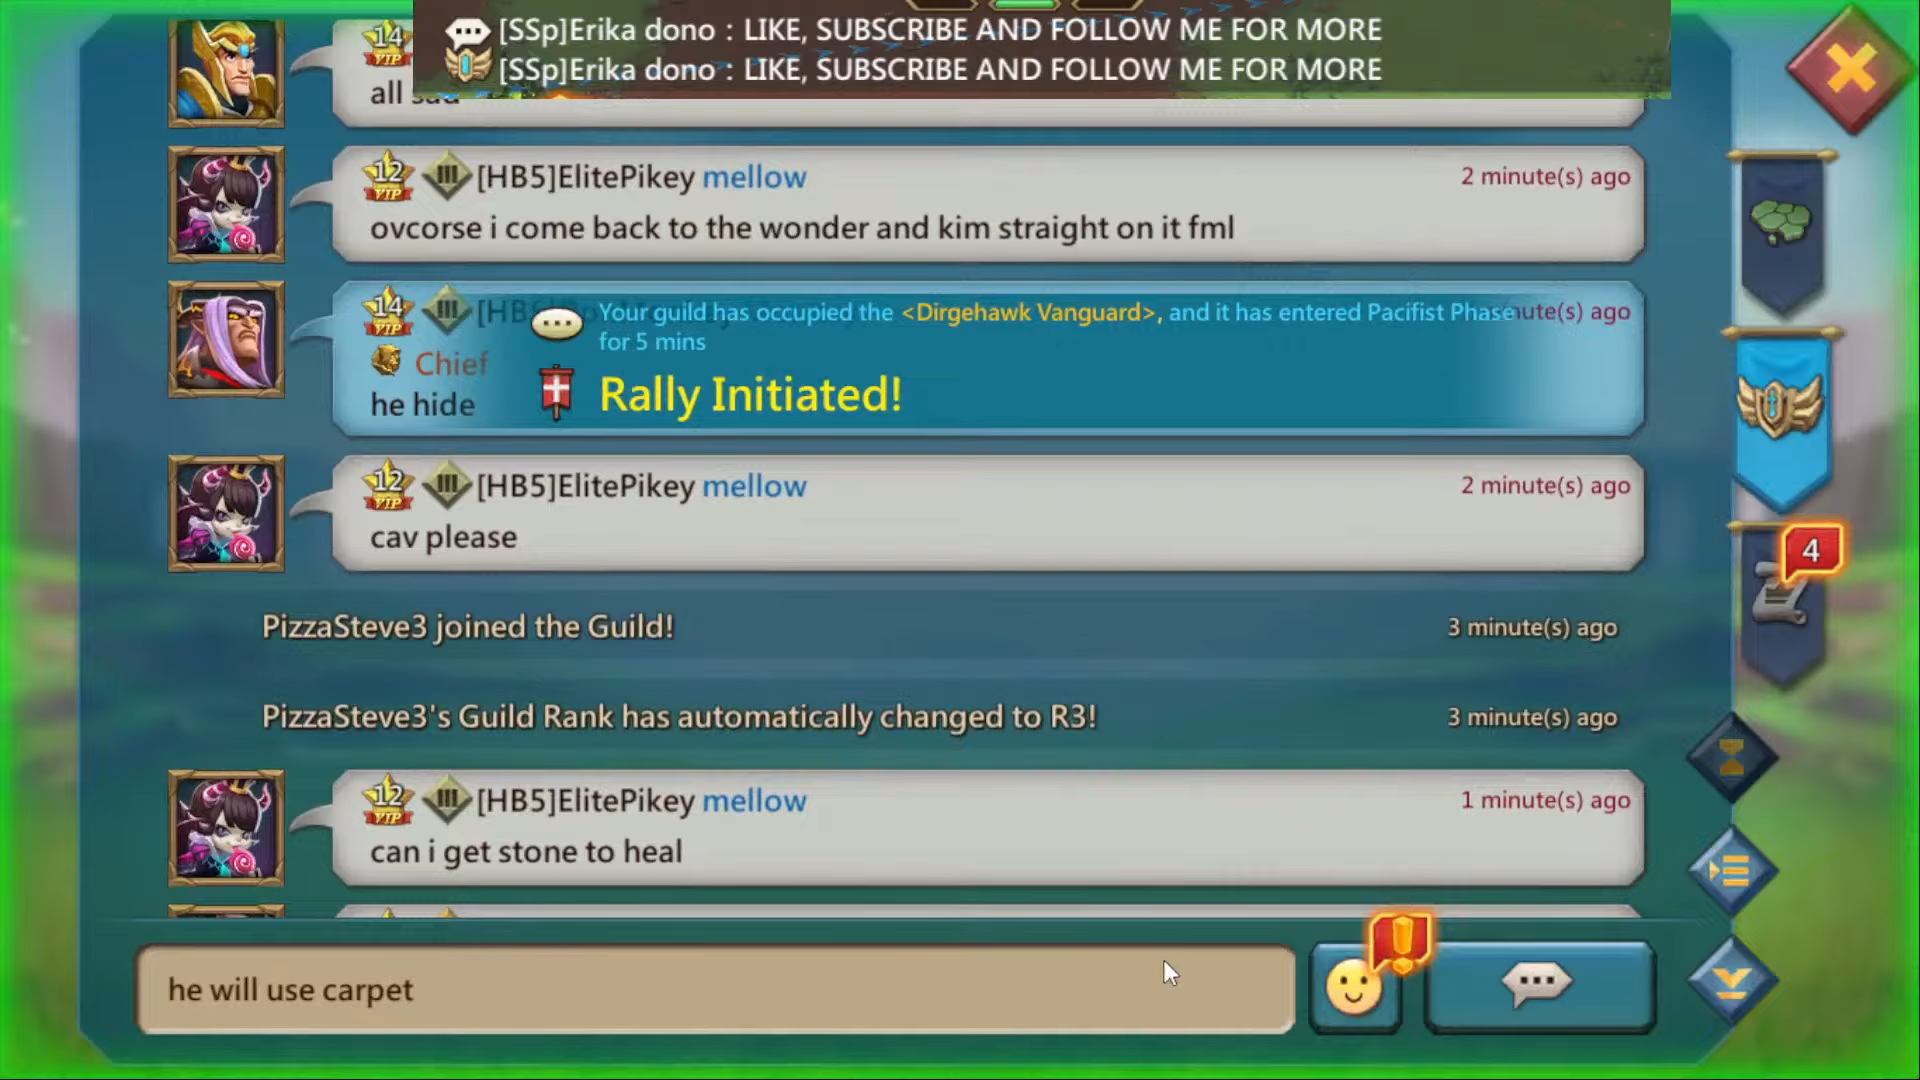 [SSp]Erika dono : LIKE, SUBSCRIBE AND FOLLOW ME FOR MORE
[SSp]Erika dono : LIKE, SUBSCRIBE AND FOLLOW ME FOR MORE
14
VIP
all sad
12
VIP
[HB5]ElitePikey mellow
2 minute(s) ago
ovcorse i come back to the wonder and kim straight on it fml
14
VIP
Your guild has occupied the <Dirgehawk Vanguard>, and it has entered Pacifist Phase
for 5 mins
Chief
Rally Initiated!
he hide
12
VIP
[HB5]ElitePikey mellow
2 minute(s) ago
cav please
4
PizzaSteve3 joined the Guild!
3 minute(s) ago
PizzaSteve3's Guild Rank has automatically changed to R3!
3 minute(s) ago
12
VIP
[HB5]ElitePikey mellow
1 minute(s) ago
can i get stone to heal
he will use carpet